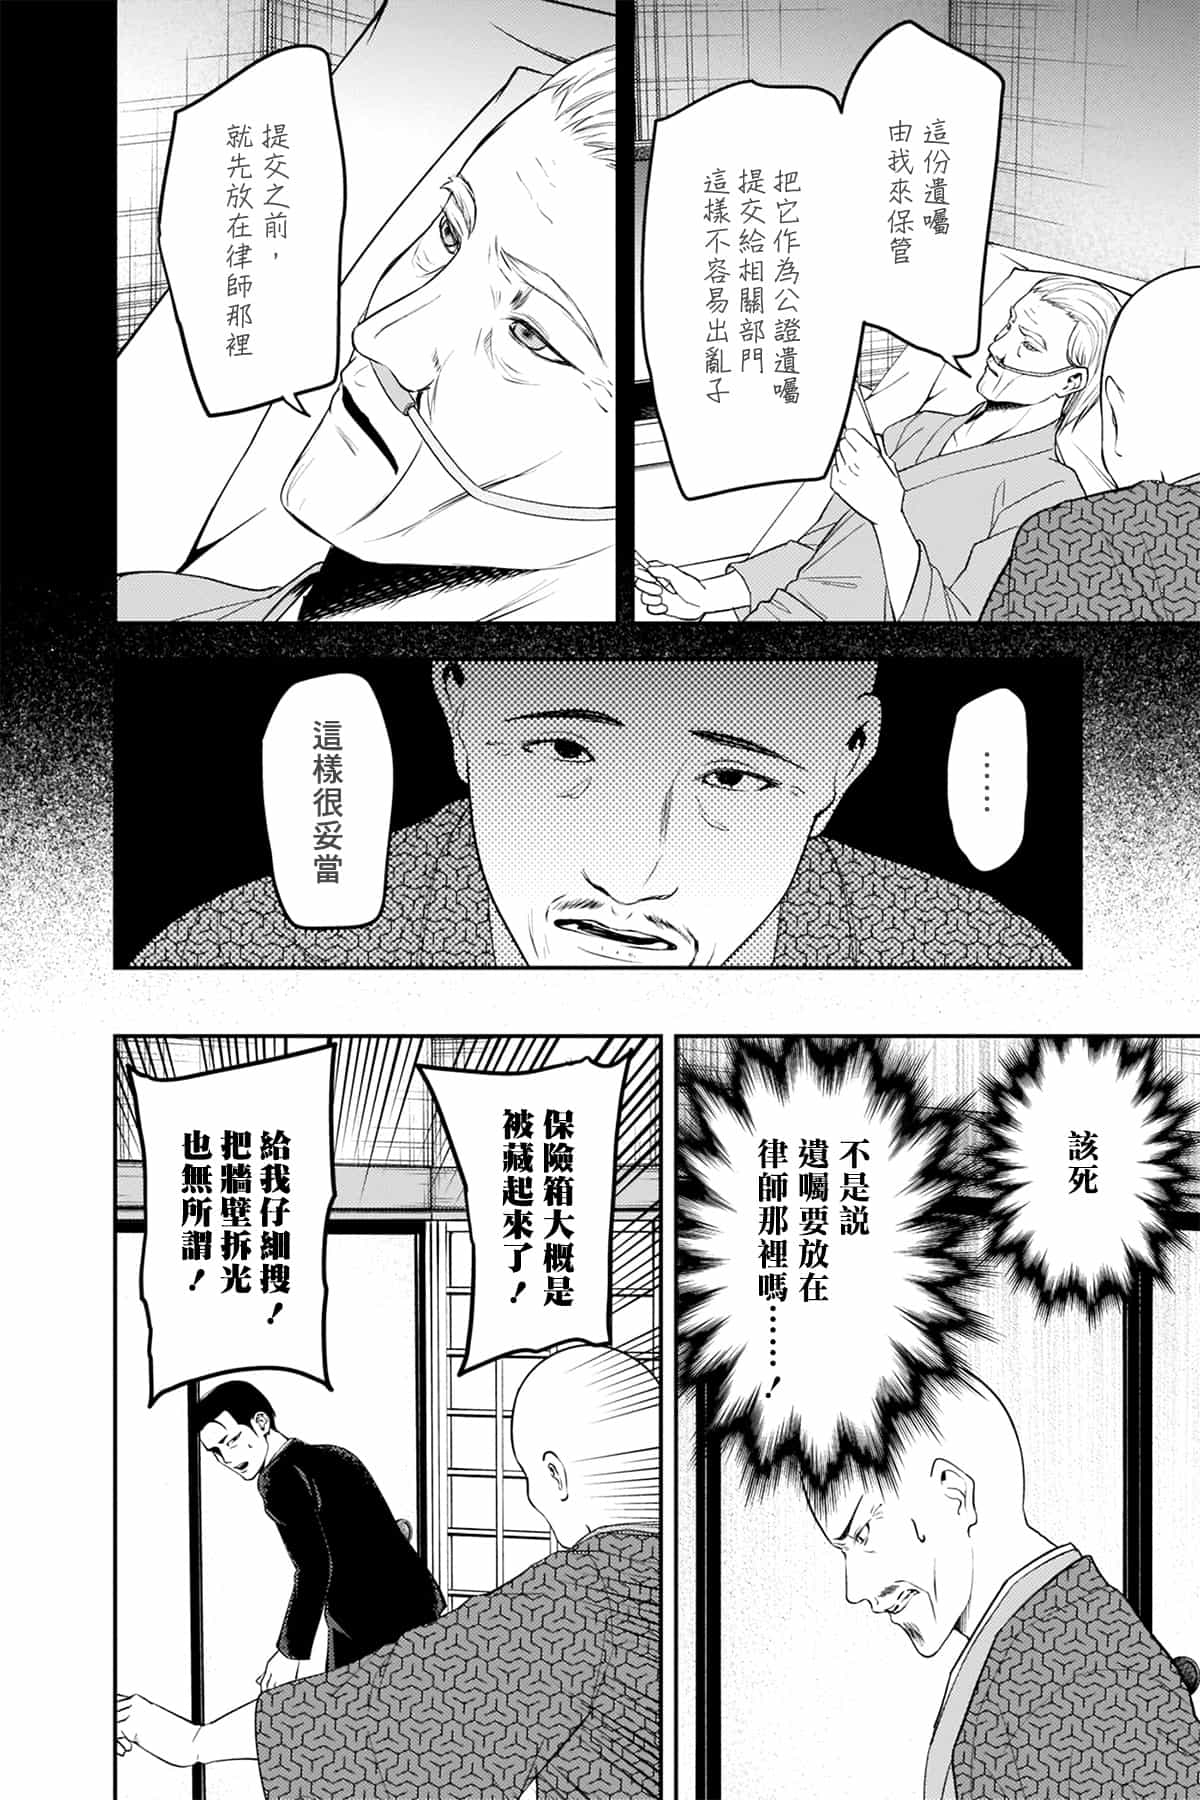 這份遺囑
由我來保管
把它作為公證遺囑
提交給相關部門
這樣不容易出亂子
提交之前，
就先放在律師那裡
……
這樣很妥當
該死
不是説
遺囑要放在
律師那裡嗎……！
保險箱大概是
被藏起來了！
給我仔細搜！
把牆壁拆光
也無所謂！